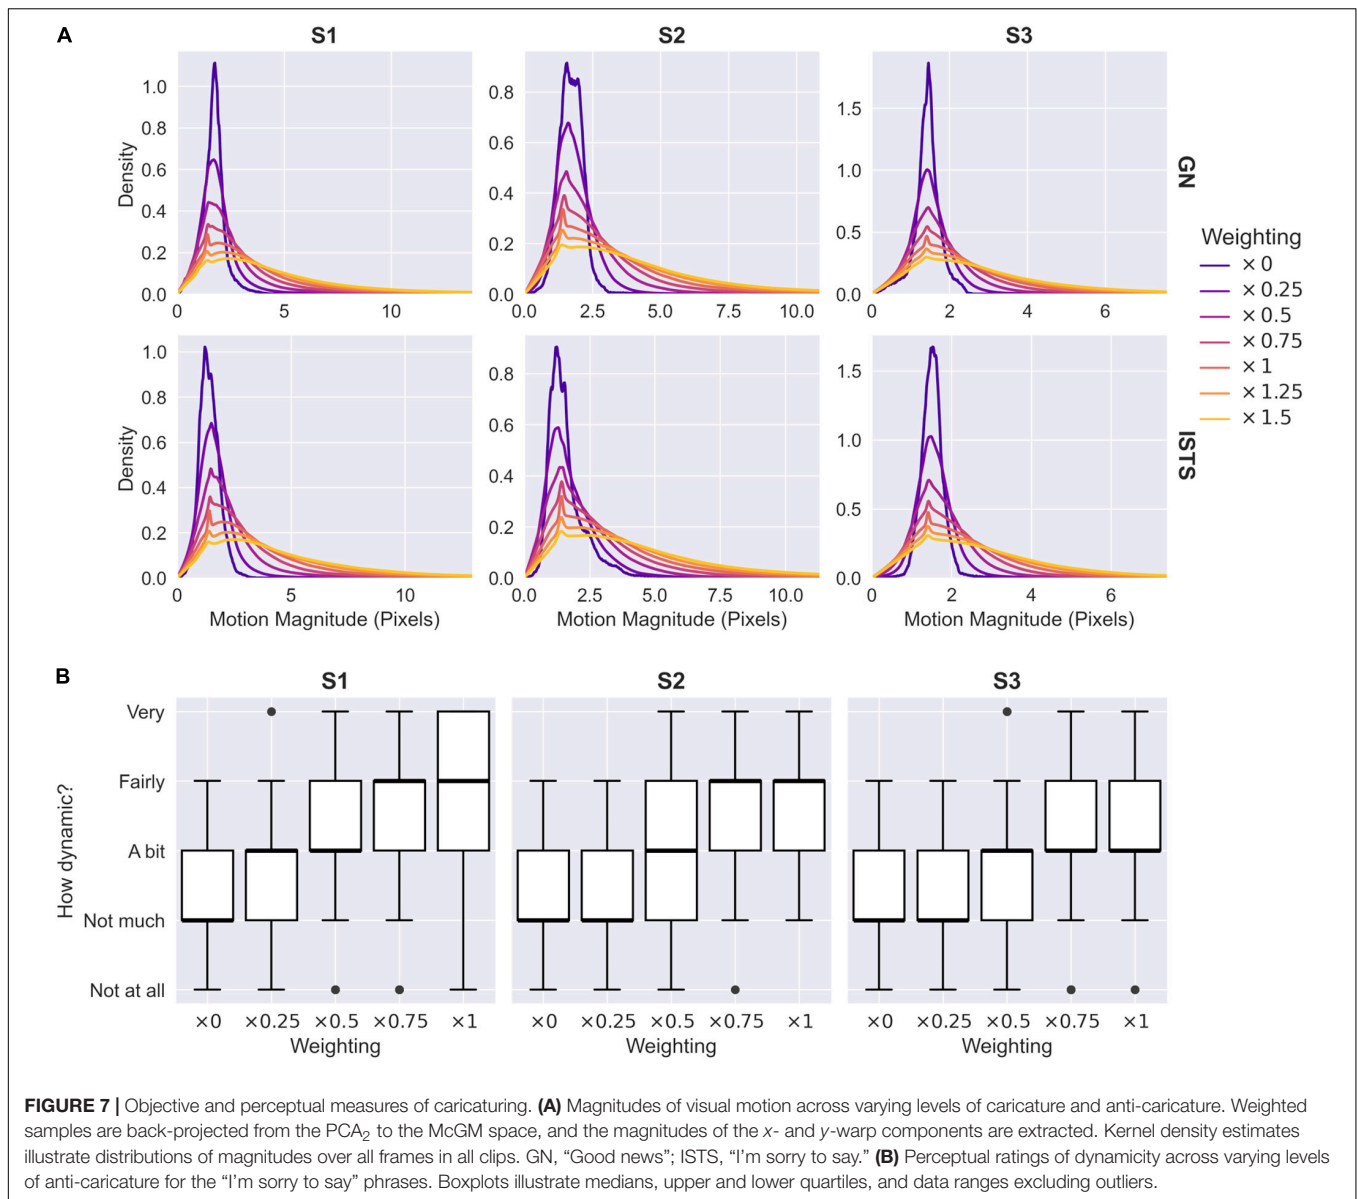 A
S1
S2
S3
1.0
0.8
0.6
0.4
0.2
0.0
Density
0
5
10
0.8
0.6
0.4
0.2
0.0
0.0
2.5
5.0
7.5
10.0
1.5
1.0
0.5
0.0
0
2
4
6
GN
Weighting
×0
×0.25
×0.5
×0.75
×1
×1.25
×1.5
1.0
0.8
0.6
0.4
0.2
0.0
Density
0
5
10
Motion Magnitude (Pixels)
0.8
0.6
0.4
0.2
0.0
0.0
2.5
5.0
7.5
10.0
Motion Magnitude (Pixels)
1.5
1.0
0.5
0.0
0
2
4
6
Motion Magnitude (Pixels)
ISTS
B
S1
S2
S3
Very
Fairly
A bit
Not much
Not at all
How dynamic?
×0 ×0.25 ×0.5 ×0.75 ×1
Weighting
×0 ×0.25 ×0.5 ×0.75 ×1
Weighting
×0 ×0.25 ×0.5 ×0.75 ×1
Weighting
FIGURE 7 | Objective and perceptual measures of caricaturing. (A) Magnitudes of visual motion across varying levels of caricature and anti-caricature. Weighted
samples are back-projected from the PCA₂ to the McGM space, and the magnitudes of the x- and y-warp components are extracted. Kernel density estimates
illustrate distributions of magnitudes over all frames in all clips. GN, “Good news”; ISTS, “I’m sorry to say.” (B) Perceptual ratings of dynamicity across varying levels
of anti-caricature for the “I’m sorry to say” phrases. Boxplots illustrate medians, upper and lower quartiles, and data ranges excluding outliers.